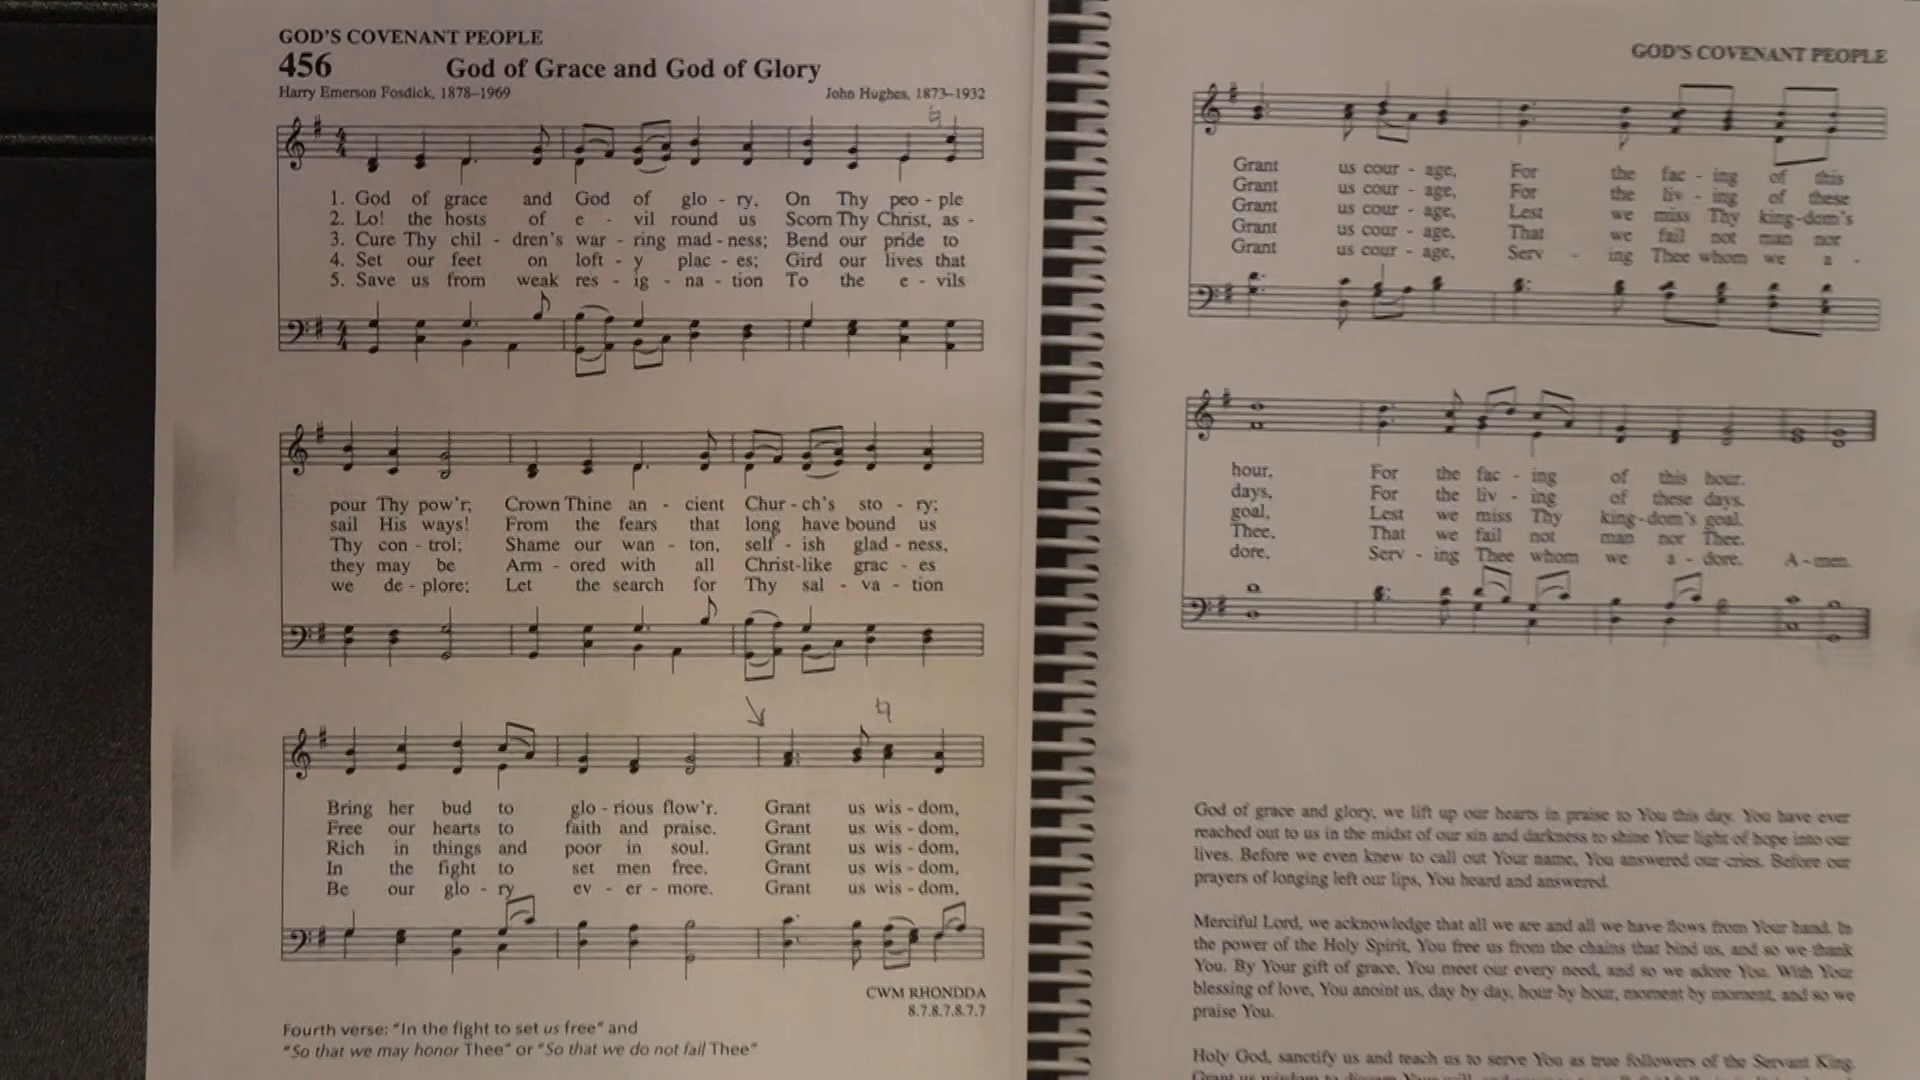 GOD'S COVENANT PEOPLE
456 God of Grace and God of Glory
Harry Emerson Fosdick, 1878–1969 John Hughes, 1873–1932
1. God of grace and God of glo - ry, On Thy peo - ple
2. Lo! the hosts of e - vil round us Scorn Thy Christ, as -
3. Cure Thy chil - dren's war - ring mad - ness; Bend our pride to
4. Set our feet on loft - y plac - es; Gird our lives that
5. Save us from weak res - ig - na - tion To the e - vils
pour Thy pow'r; Crown Thine an - cient Chur - ch's sto - ry;
sail His ways! From the fears that long have bound us
Thy con - trol; Shame our wan - ton, self - ish glad - ness,
they may be Arm - ored with all Christ-like grac - es
we de - plore; Let the search for Thy sal - va - tion
Bring her bud to glo - rious flow'r. Grant us wis - dom,
Free our hearts to faith and praise. Grant us wis - dom,
Rich in things and poor in soul. Grant us wis - dom,
In the fight to set men free. Grant us wis - dom,
Be our glo - ry ev - er - more. Grant us wis - dom,
CWM RHONDDA
8.7.8.7.8.7.7
Fourth verse: "In the fight to set us free" and
"So that we may honor Thee" or "So that we do not fail Thee"
GOD'S COVENANT PEOPLE
Grant us cour - age, For the fac - ing of this
Grant us cour - age, For the liv - ing of these
Grant us cour - age, Lest we miss Thy king-dom's
Grant us cour - age, That we fail not man nor
Grant us cour - age, Serv - ing Thee whom we a -
hour, For the fac - ing of this hour.
days, For the liv - ing of these days.
goal, Lest we miss Thy king-dom's goal.
Thee, That we fail not man nor Thee.
dore, Serv - ing Thee whom we a - dore. A - men.
God of grace and glory, we lift up our hearts in praise to You this day. You have ever
reached out to us in the midst of our sin and darkness to shine Your light of hope into our
lives. Before we even knew to call out Your name, You answered our cries. Before our
prayers of longing left our lips, You heard and answered.
Merciful Lord, we acknowledge that all we are and all we have flows from Your hand. In
the power of the Holy Spirit, You free us from the chains that bind us, and so we thank
You. By Your gift of grace, You meet our every need, and so we adore You. With Your
blessing of love, You anoint us, day by day, hour by hour, moment by moment, and so we
praise You.
Holy God, sanctify us and teach us to serve You as true followers of the Servant King.
Grant us wisdom to discern Your will, and